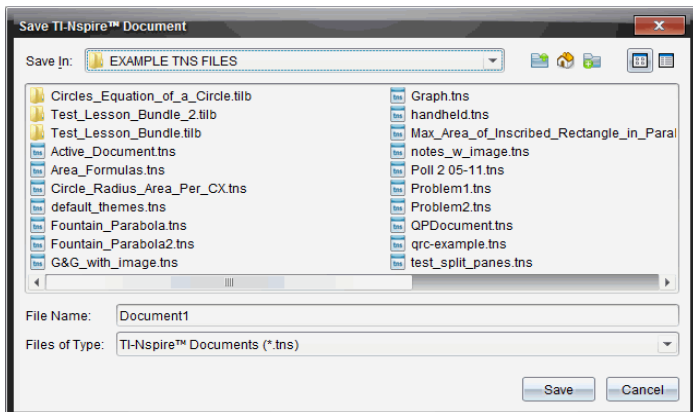 Save TI-Nspire™ Document
Save In: EXAMPLE TNS FILES
Circles_Equation_of_a_Circle.tilb
Test_Lesson_Bundle_2.tilb
Test_Lesson_Bundle.tilb
Active_Document.tns
Area_Formulas.tns
Circle_Radius_Area_Per_CX.tns
default_themes.tns
Fountain_Parabola.tns
Fountain_Parabola2.tns
G&G_with_image.tns
Graph.tns
handheld.tns
Max_Area_of_Inscribed_Rectangle_in_Paral
notes_w_image.tns
Poll 2 05-11.tns
Problem1.tns
Problem2.tns
QPDocument.tns
qrc-example.tns
test_split_panes.tns
File Name: Document1
Files of Type: TI-Nspire™ Documents (*.tns)
Save Cancel